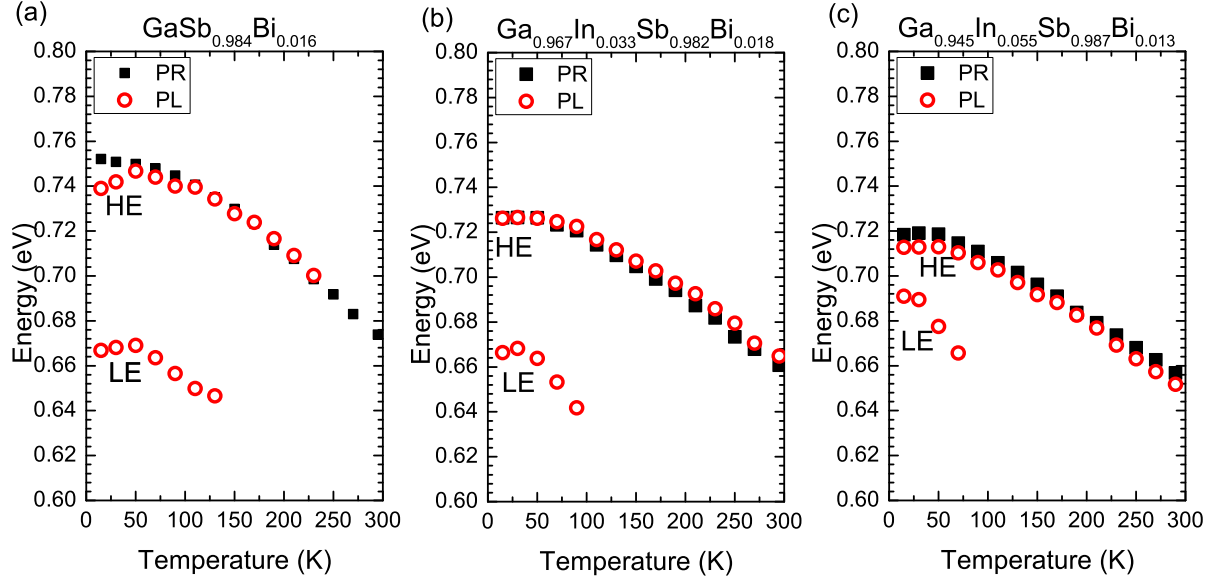 (a)
GaSb0.984Bi0.016
0.80
0.78
0.76
0.74
0.72
0.70
0.68
0.66
0.64
0.62
0.60
Energy (eV)
PR
PL
HE
LE
0 50 100 150 200 250 300
Temperature (K)
(b)
Ga0.967In0.033Sb0.982Bi0.018
0.80
0.78
0.76
0.74
0.72
0.70
0.68
0.66
0.64
0.62
0.60
Energy (eV)
PR
PL
HE
LE
0 50 100 150 200 250 300
Temperature (K)
(c)
Ga0.945In0.055Sb0.987Bi0.013
0.80
0.78
0.76
0.74
0.72
0.70
0.68
0.66
0.64
0.62
0.60
Energy (eV)
PR
PL
HE
LE
0 50 100 150 200 250 300
Temperature (K)